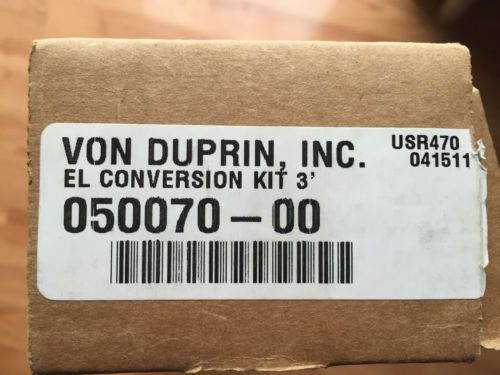 VON DUPRIN, INC.
USR470
041511
EL CONVERSION KIT 3'
050070-00